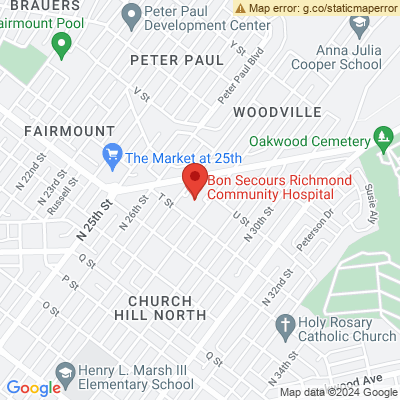 BRAUERS
Fairmount Pool
Peter Paul
Development Center
Map error: g.co/staticmaperror
PETER PAUL
Y St
V St
Peter Paul Blvd
Anna Julia
Cooper School
WOODVILLE
FAIRMOUNT
Oakwood Cemetery
The Market at 25th
N 22nd St
N 23rd St
Russell St
N 25th St
N 26th St
T St
Bon Secours Richmond
Community Hospital
U St
N 30th St
Susie Aly
Peterson Dr
P St
Q St
O St
N 32nd St
CHURCH
HILL NORTH
Holy Rosary
Catholic Church
Henry L. Marsh III
Elementary School
Q St
N 34th St
Google
Map data ©2024 Google
wood Ave